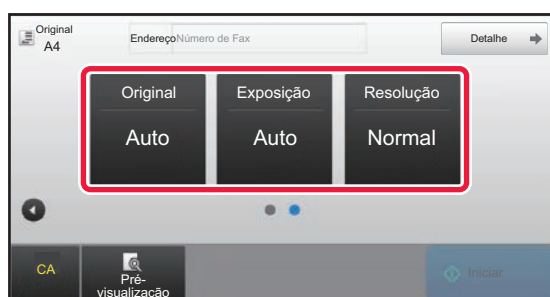 Original
A4
Endereço Número de Fax
Detalhe
Original
Exposição
Resolução
Auto
Auto
Normal
CA
Pré-
visualização
Iniciar